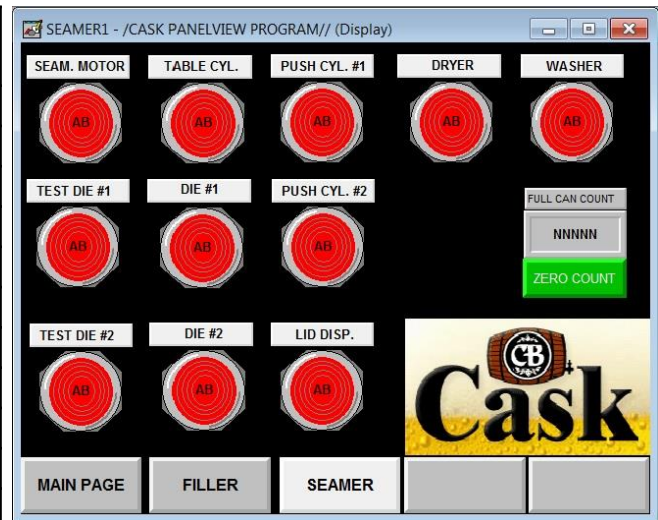 SEAMER1 - /CASK PANELVIEW PROGRAM// (Display)
SEAM. MOTOR TABLE CYL. PUSH CYL. #1 DRYER WASHER
AB AB AB AB AB
TEST DIE #1 DIE #1 PUSH CYL. #2
AB AB AB
FULL CAN COUNT
NNNNN
ZERO COUNT
TEST DIE #2 DIE #2 LID DISP.
AB AB AB
CB
Cask
MAIN PAGE FILLER SEAMER